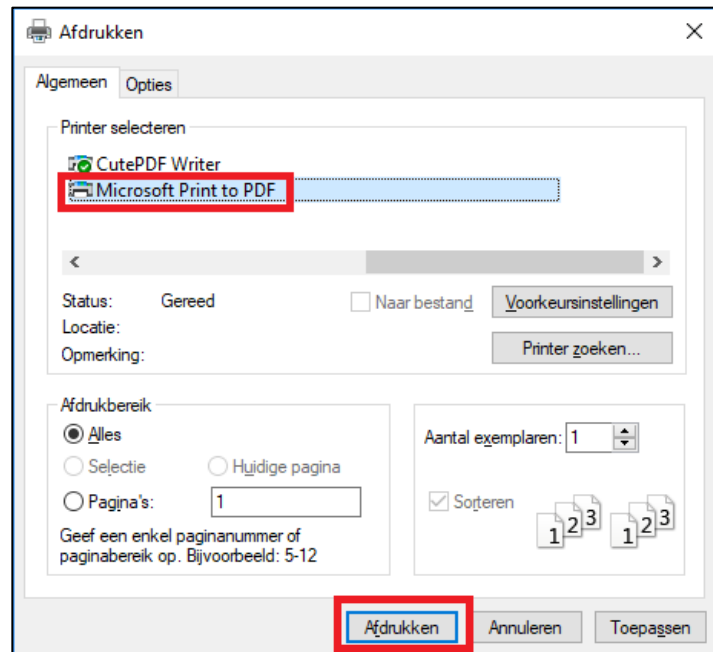 Afdrukken
Algemeen Opties
Printer selecteren
CutePDF Writer
Microsoft Print to PDF
Status: Gereed Naar bestand Voorkeursinstellingen
Locatie:
Opmerking: Printer zoeken...
Afdrukbereik
Alles
Selectie Huidige pagina
Pagina's: 1
Geef een enkel paginanummer of
paginabereik op. Bijvoorbeeld: 5-12
Aantal exemplaren: 1
Sorteren
1 2 3 1 2 3
Afdrukken Annuleren Toepassen